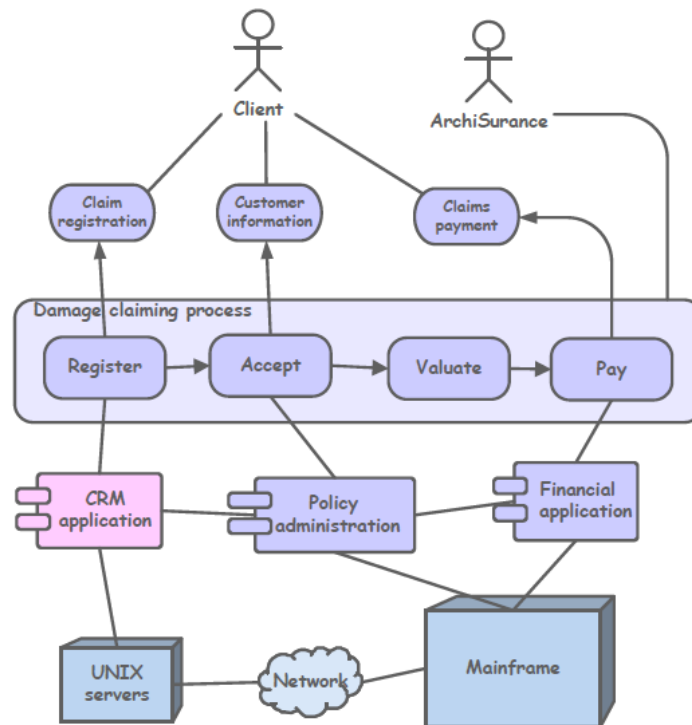 Client
ArchiSurance
Claim
registration
Customer
information
Claims
payment
Damage claiming process
Register
Accept
Valuate
Pay
CRM
application
Policy
administration
Financial
application
UNIX
servers
Network
Mainframe